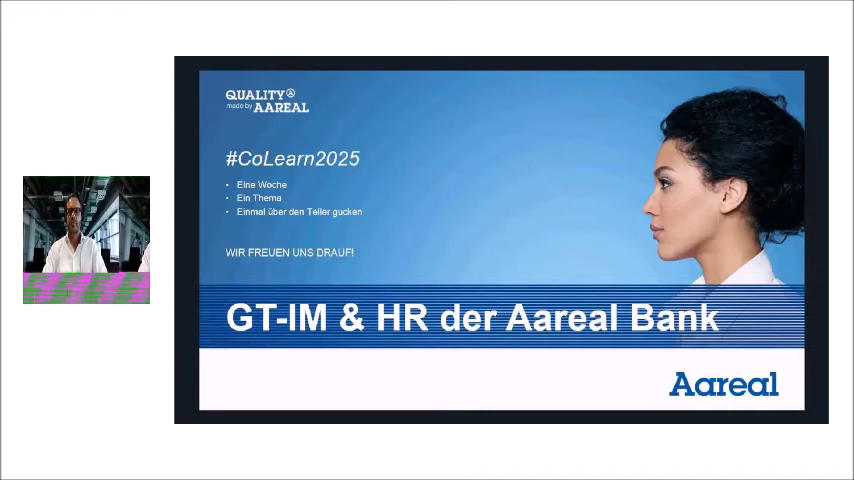 QUALITY
made by AAREAL
#CoLearn2025
• Eine Woche
• Ein Thema
• Einmal über den Teller gucken
WIR FREUEN UNS DRAUF!
GT-IM & HR der Aareal Bank
Aareal